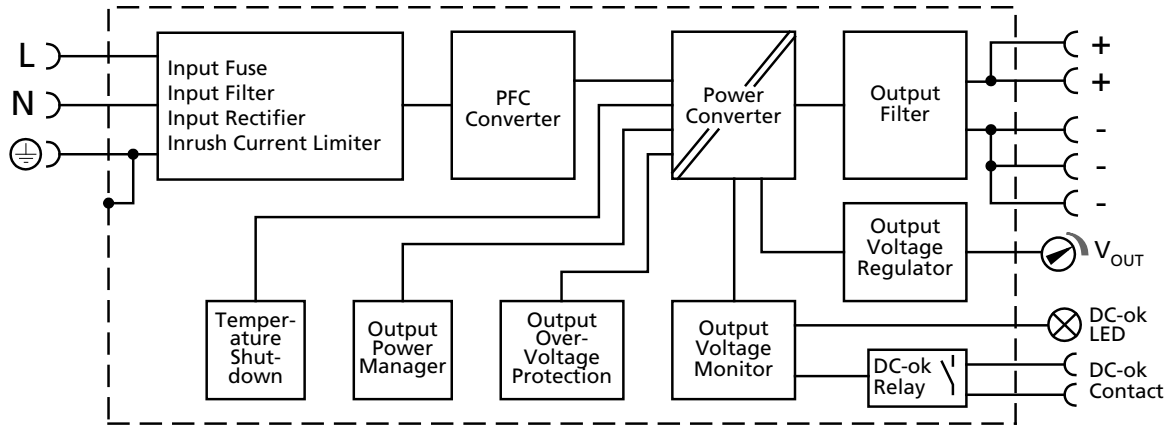 L
N
Input Fuse
Input Filter
Input Rectifier
Inrush Current Limiter
PFC
Converter
Power
Converter
Output
Filter
+
+
-
-
-
Output
Voltage
Regulator
VOUT
Temper-
ature
Shut-
down
Output
Power
Manager
Output
Over-
Voltage
Protection
Output
Voltage
Monitor
DC-ok
Relay
DC-ok
LED
DC-ok
Contact